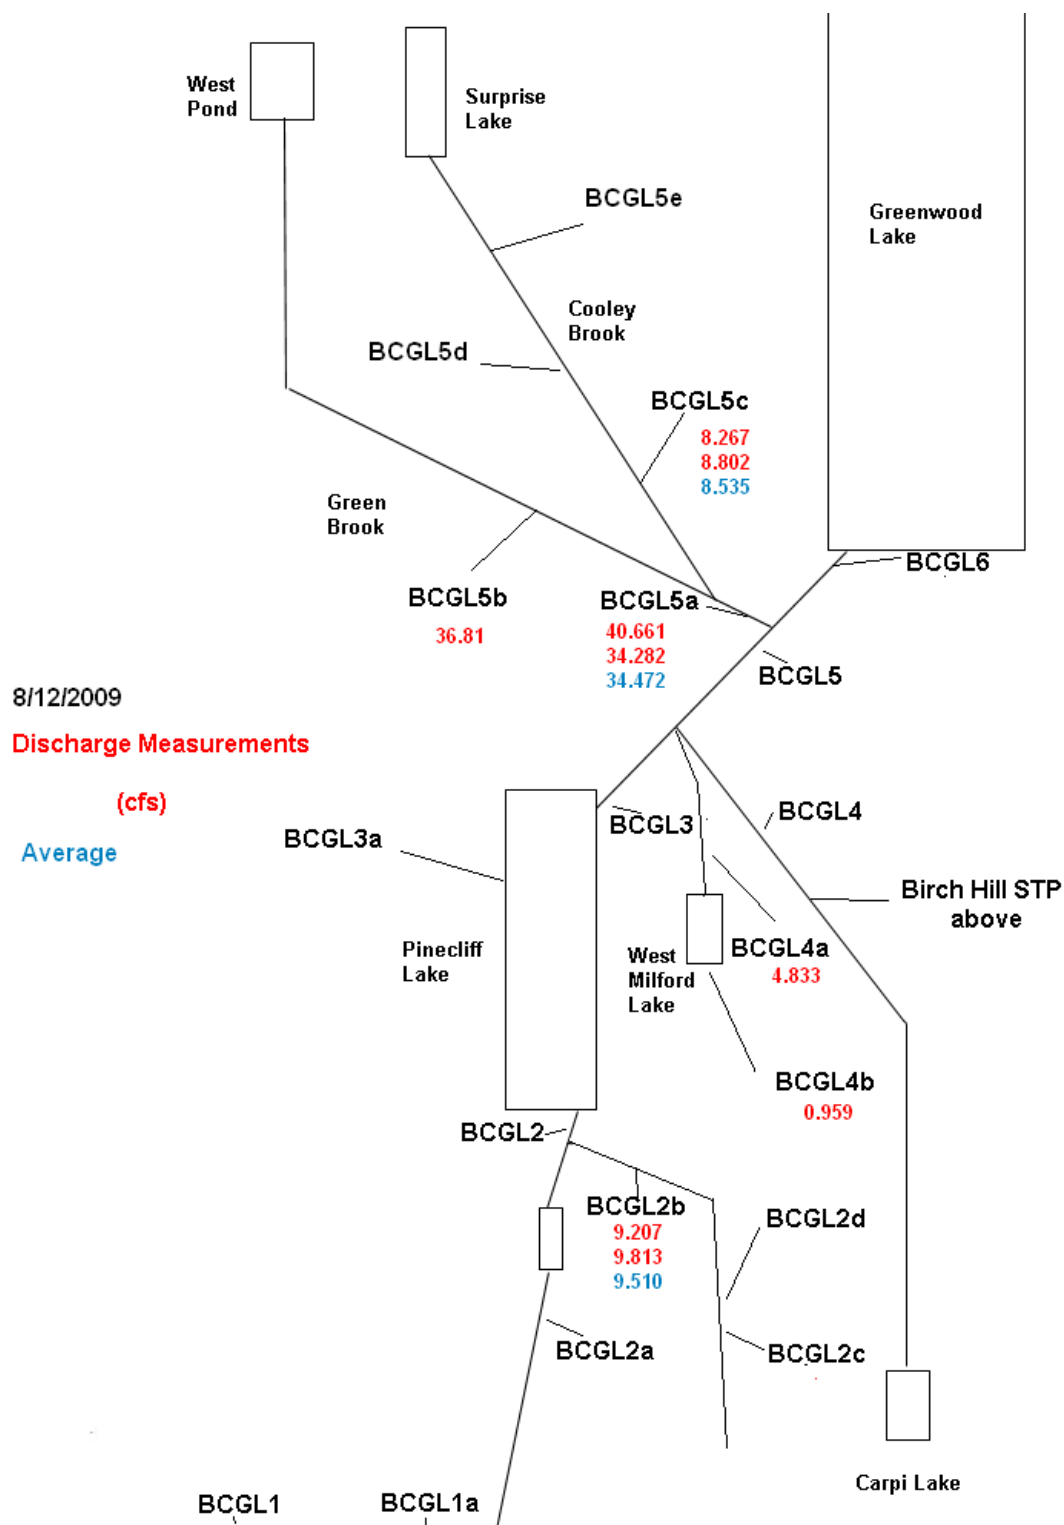 West
Pond
Surprise
Lake
BCGL5e
Greenwood
Lake
Cooley
Brook
BCGL5d
BCGL5c
8.267
8.802
8.535
Green
Brook
BCGL6
BCGL5b
36.81
BCGL5a
40.661
34.282
34.472
BCGL5
8/12/2009
Discharge Measurements
(cfs)
Average
BCGL3a
BCGL3
BCGL4
Birch Hill STP
above
Pinecliff
Lake
West
Milford
Lake
BCGL4a
4.833
BCGL4b
0.959
BCGL2
BCGL2b
9.207
9.813
9.510
BCGL2d
BCGL2a
BCGL2c
Carpi Lake
BCGL1
BCGL1a